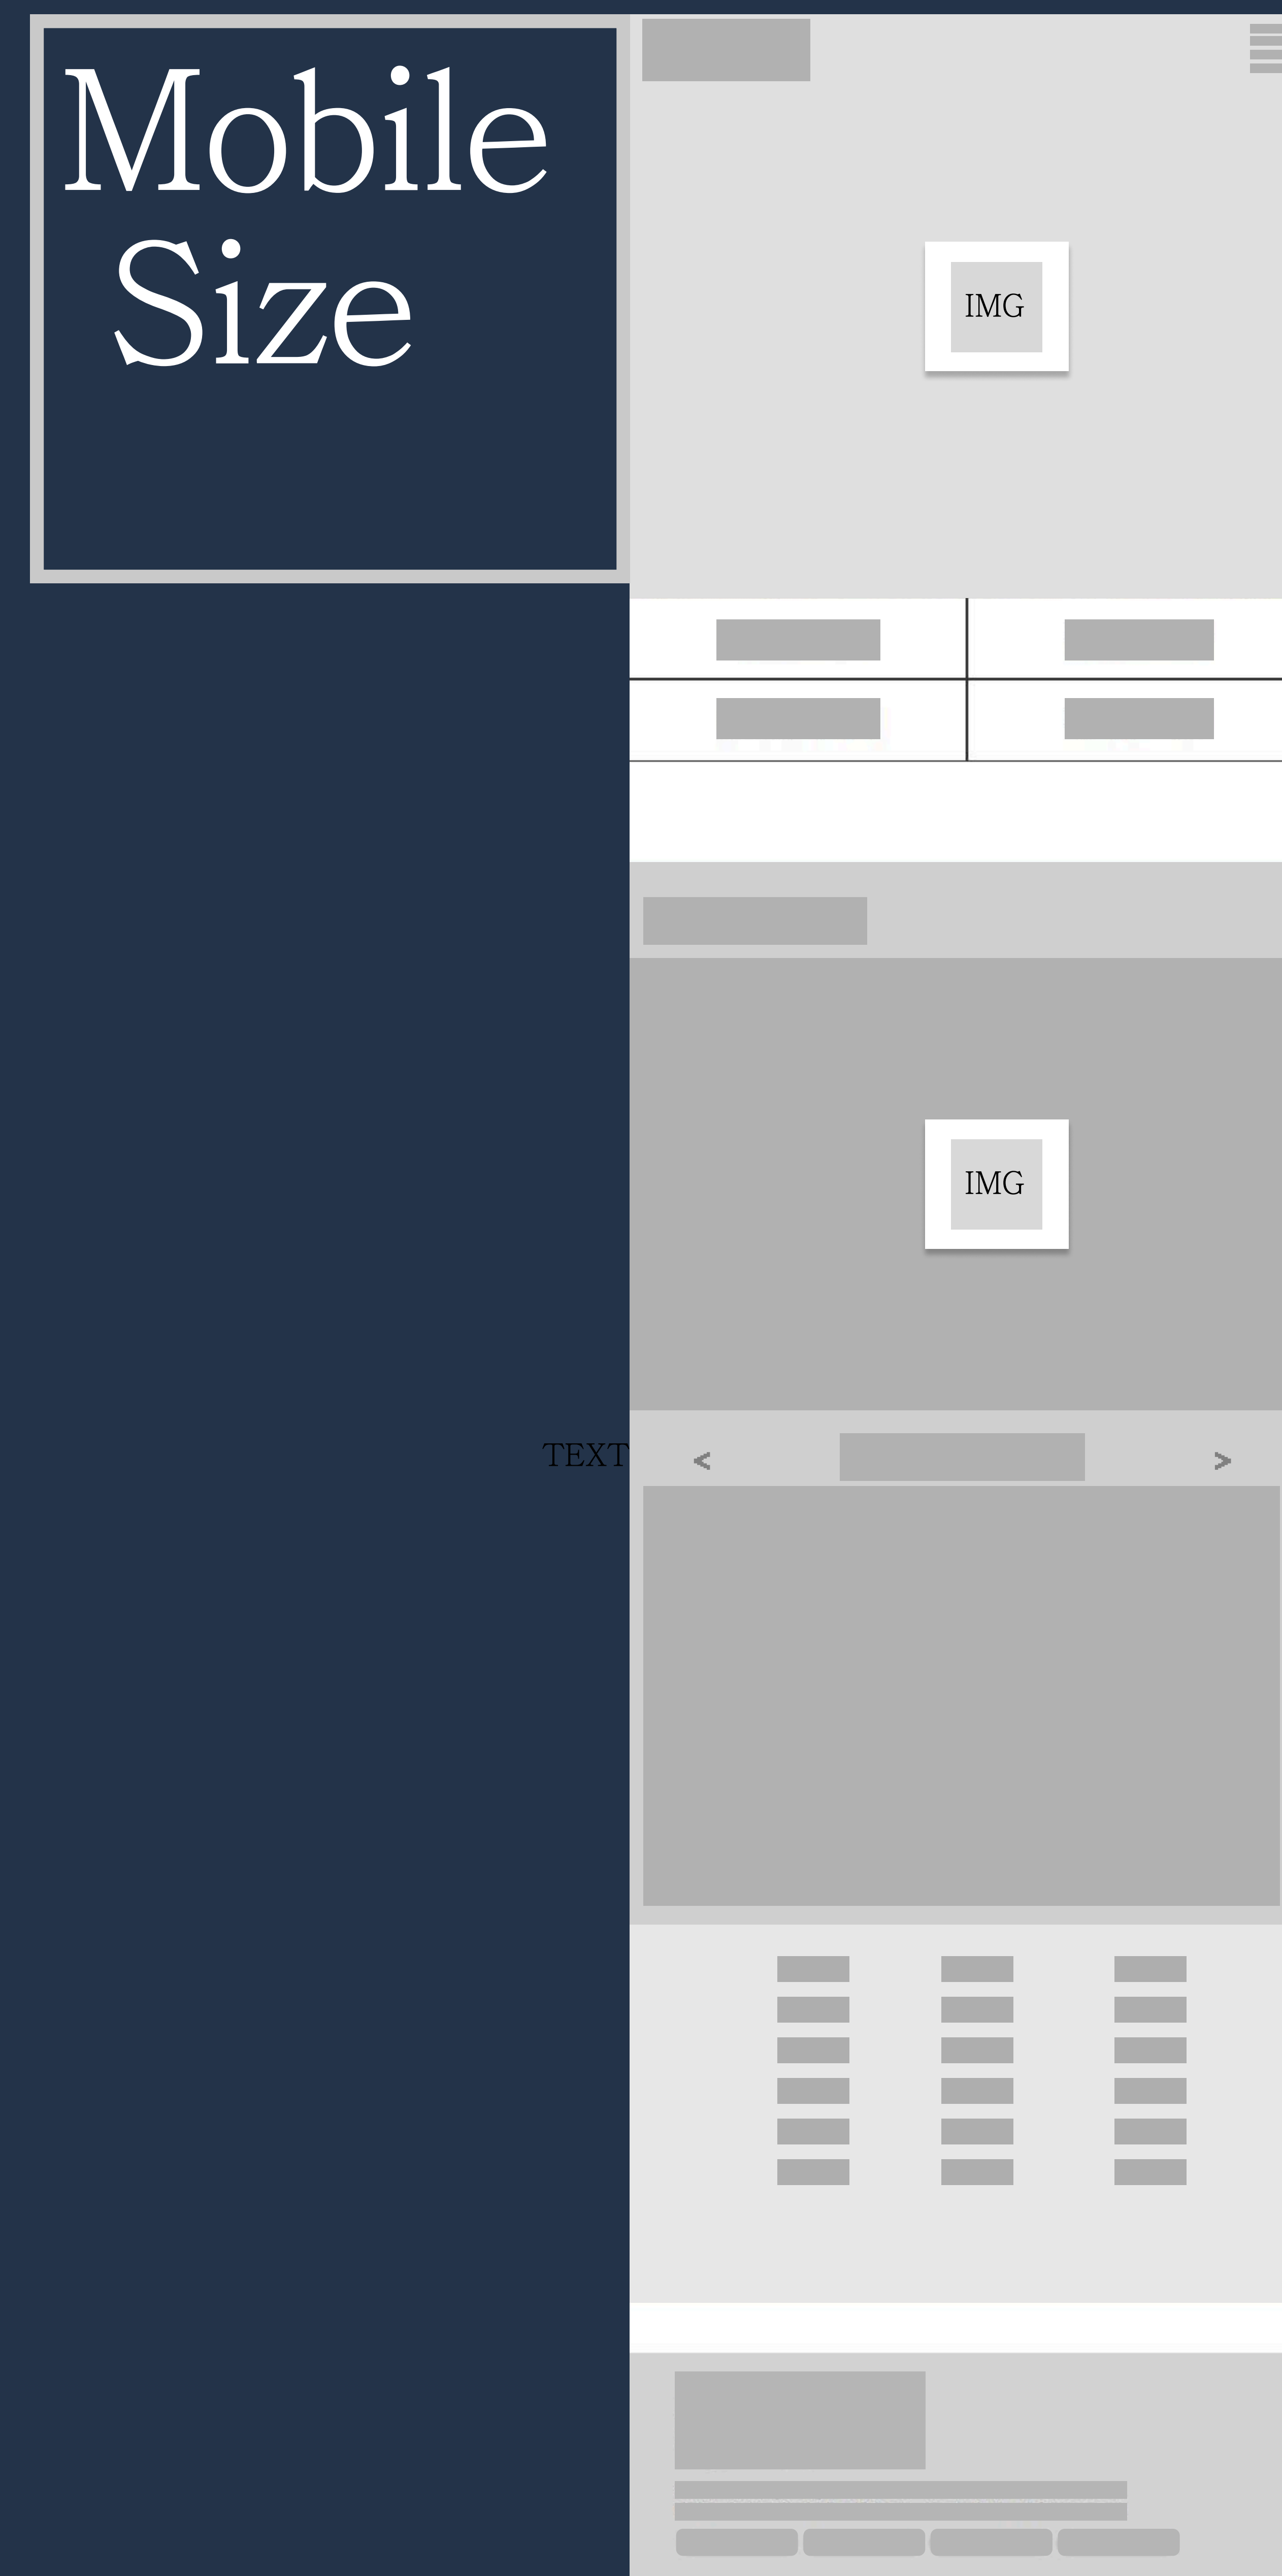 Mobile
Size
IMG
IMG
TEXT
<
>